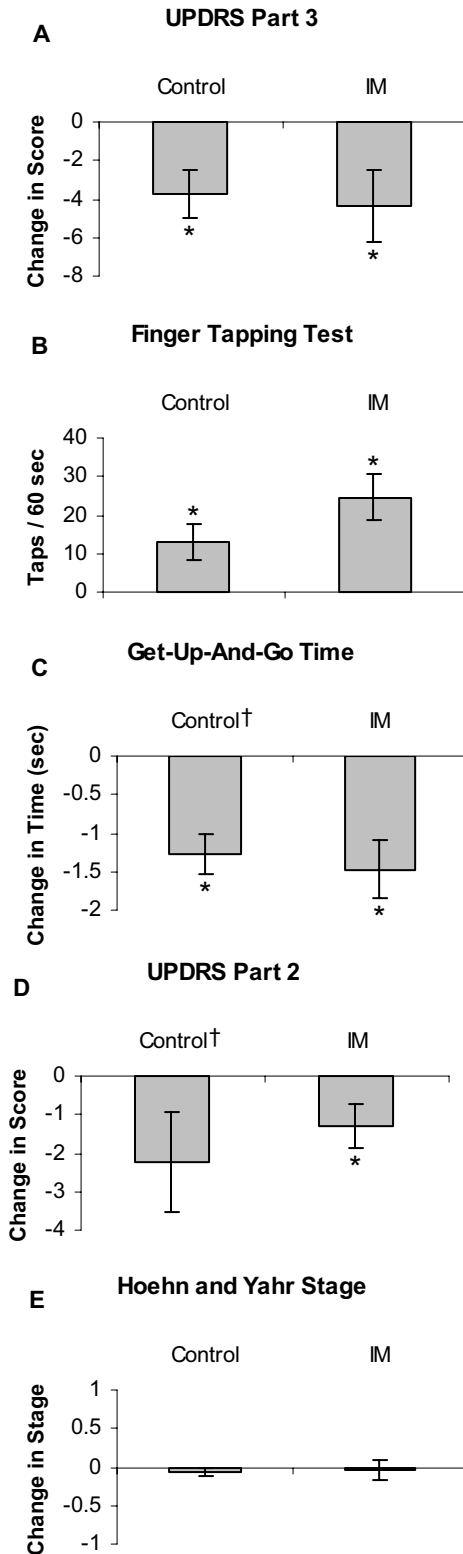 A
UPDRS Part 3
Control IM
Change in Score
0
-2
-4
-6
-8
*
*
B
Finger Tapping Test
Control IM
Taps / 60 sec
40
30
20
10
0
*
*
C
Get-Up-And-Go Time
Control† IM
Change in Time (sec)
0
-0.5
-1
-1.5
-2
*
*
D
UPDRS Part 2
Control† IM
Change in Score
0
-1
-2
-3
-4
*
E
Hoehn and Yahr Stage
Control IM
Change in Stage
1
0.5
0
-0.5
-1